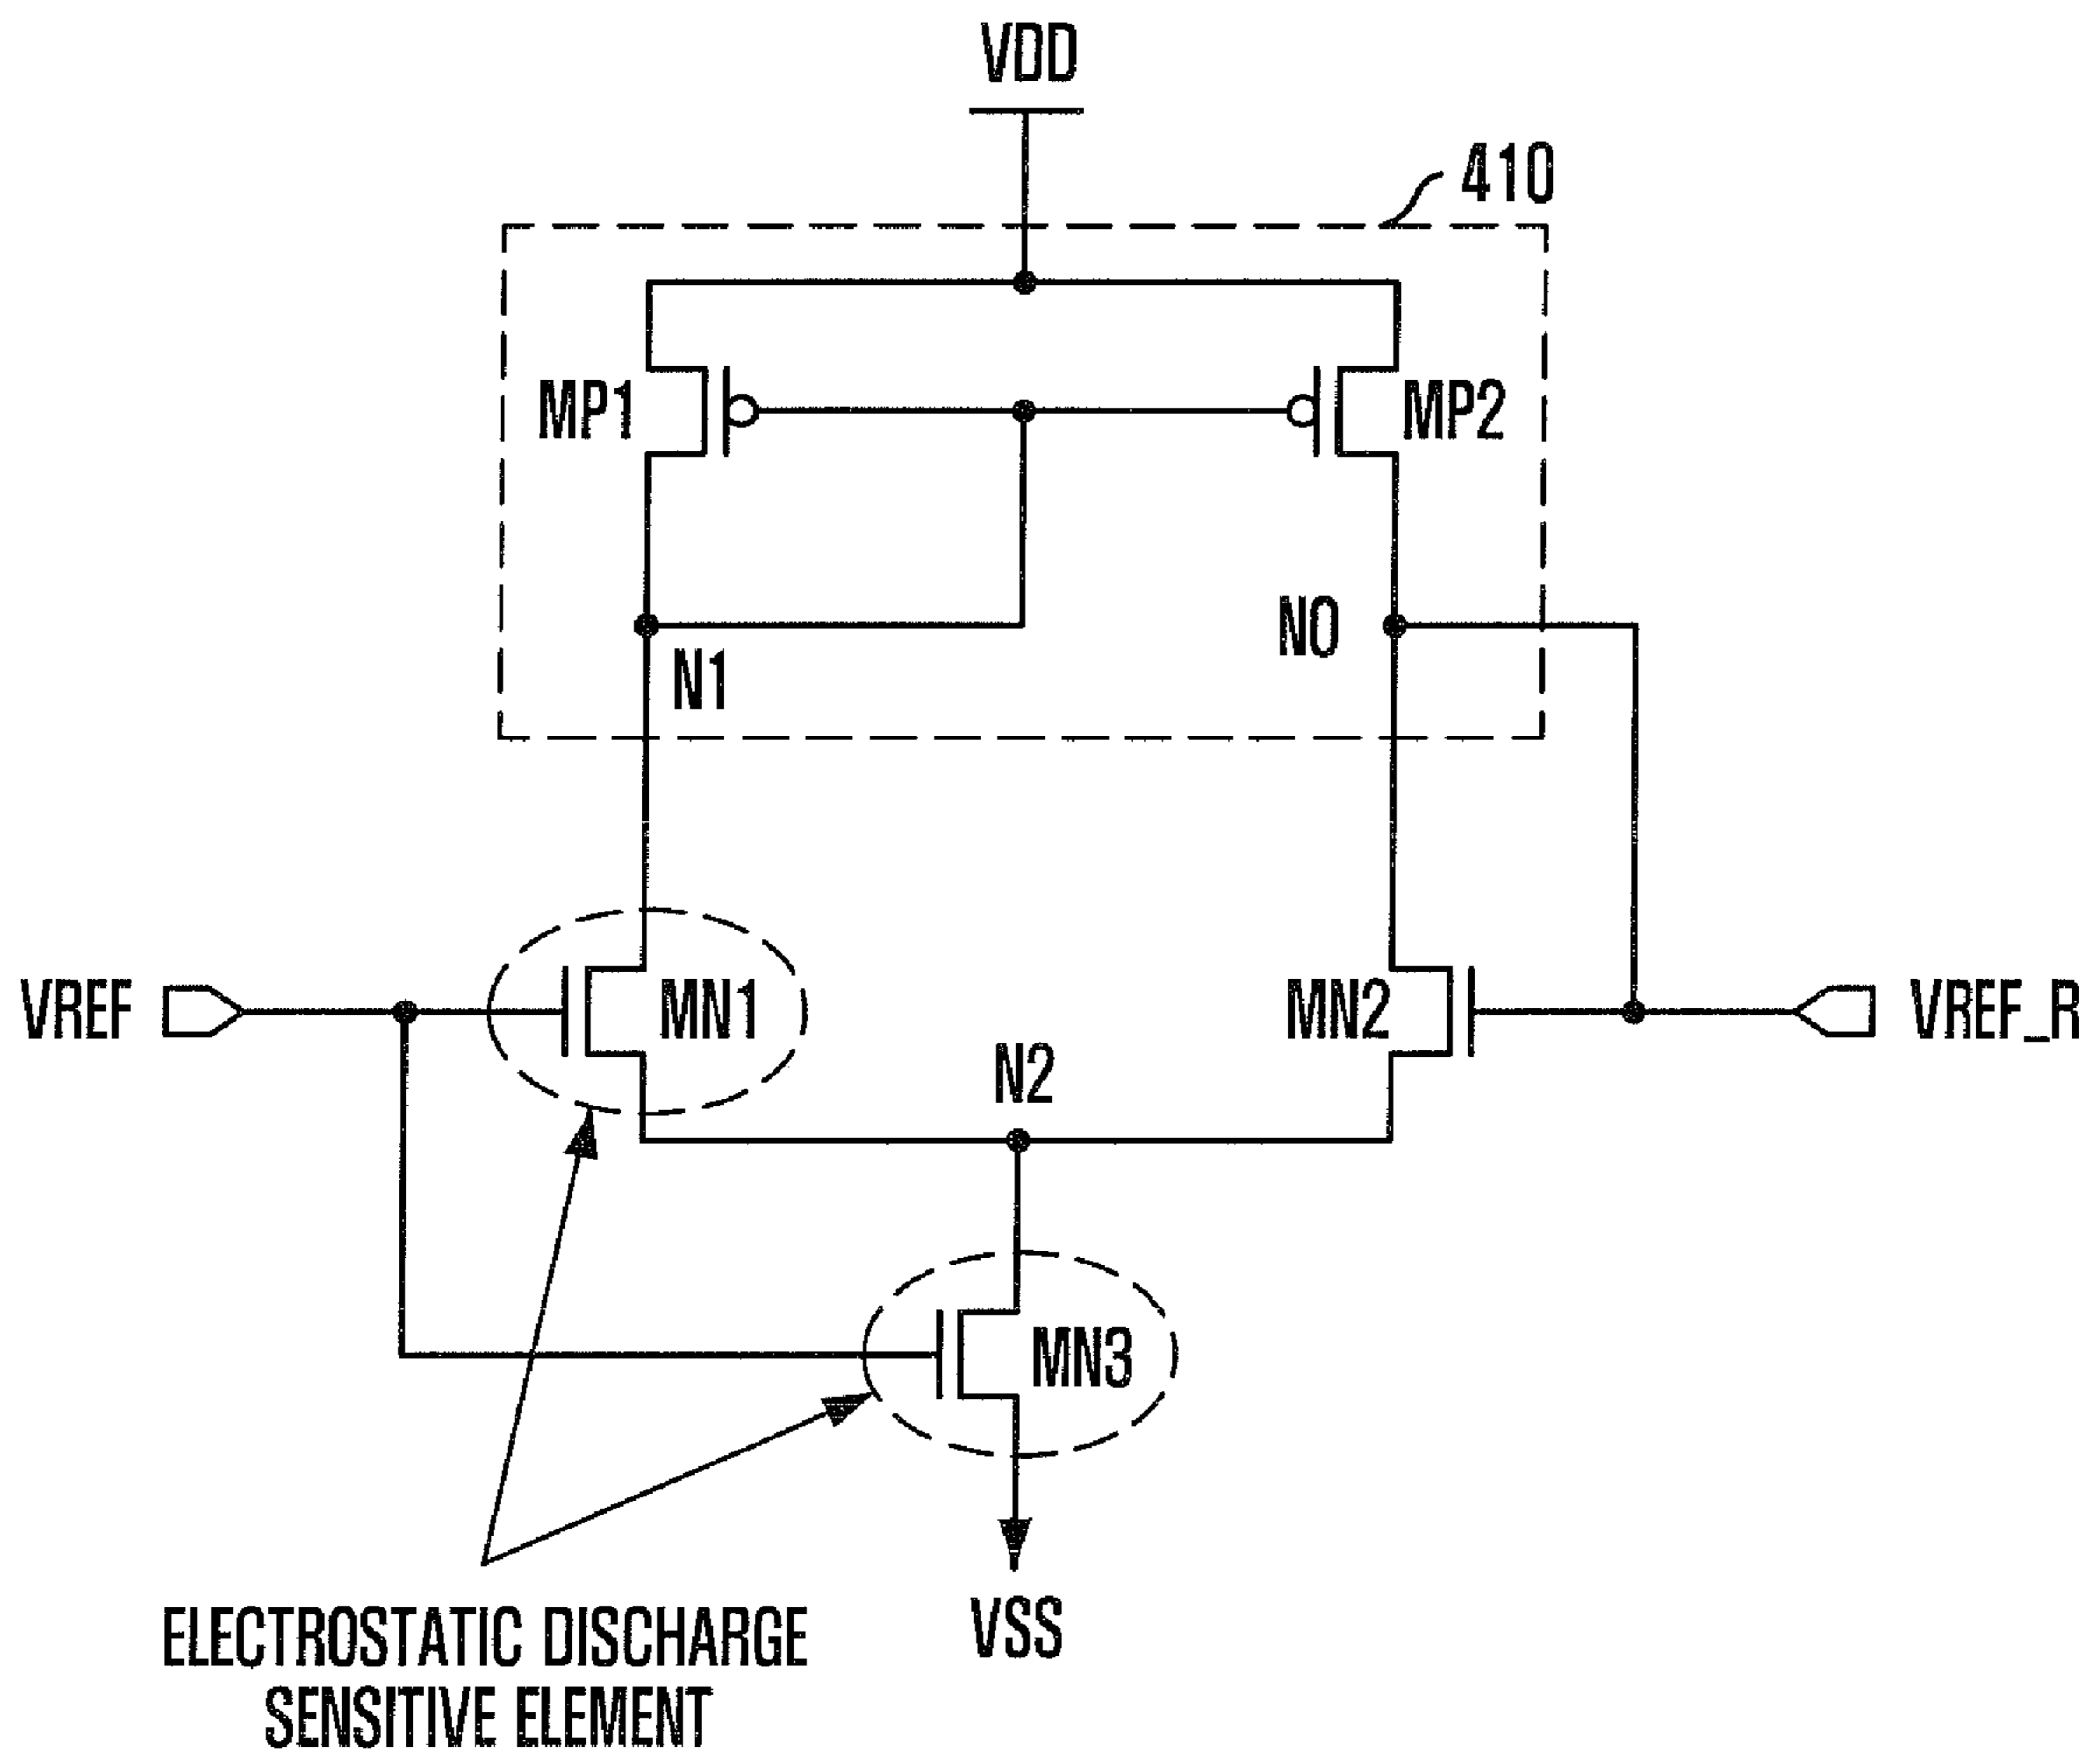 VDD
410
MP1
MP2
N1
NO
VREF
MN1
MN2
VREF_R
N2
MN3
VSS
ELECTROSTATIC DISCHARGE
SENSITIVE ELEMENT